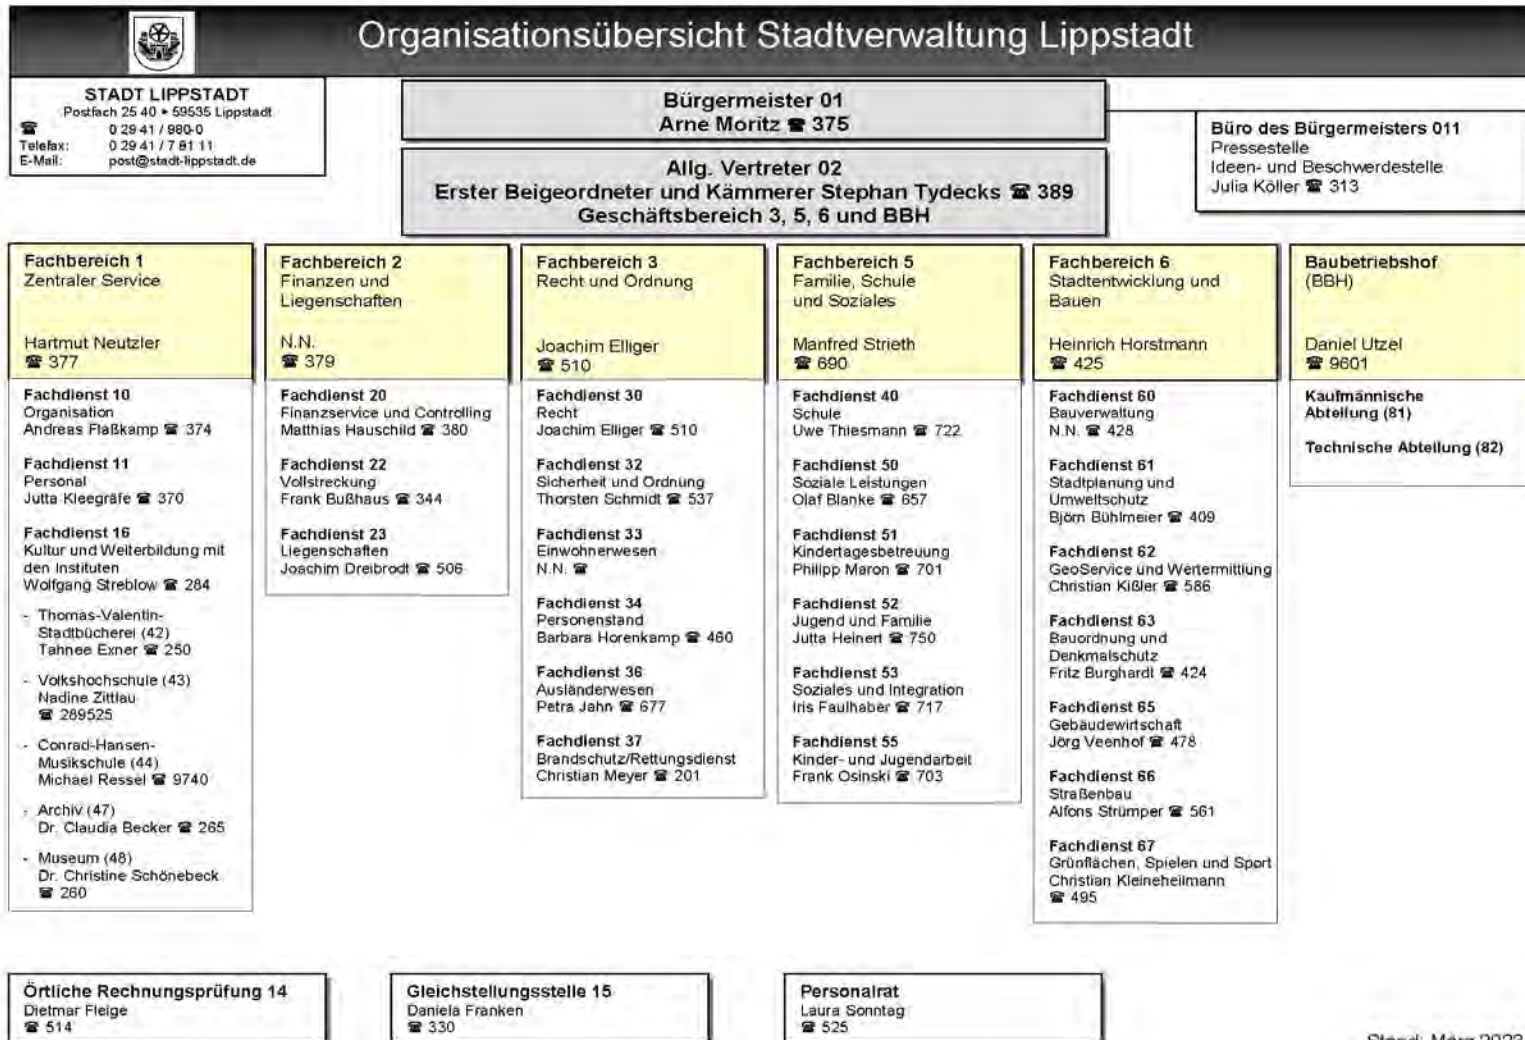 Organisationsübersicht Stadtverwaltung Lippstadt
STADT LIPPSTADT
Postfach 25 40 • 59535 Lippstadt
☎ 0 29 41 / 980-0
Telefax: 0 29 41 / 7 81 11
E-Mail: post@stadt-lippstadt.de
Bürgermeister 01
Arne Moritz ☎ 375
Allg. Vertreter 02
Erster Beigeordneter und Kämmerer Stephan Tydecks ☎ 389
Geschäftsbereich 3, 5, 6 und BBH
Büro des Bürgermeisters 011
Pressestelle
Ideen- und Beschwerdestelle
Julia Köller ☎ 313
Fachbereich 1
Zentraler Service
Hartmut Neutzler
☎ 377
Fachdienst 10
Organisation
Andreas Flaßkamp ☎ 374
Fachdienst 11
Personal
Jutta Kleegräfe ☎ 370
Fachdienst 16
Kultur und Weiterbildung mit
den Instituten
Wolfgang Streblow ☎ 284
- Thomas-Valentin-
Stadtbücherei (42)
Tahnee Exner ☎ 250
- Volkshochschule (43)
Nadine Zittlau
☎ 289525
- Conrad-Hansen-
Musikschule (44)
Michael Ressel ☎ 9740
- Archiv (47)
Dr. Claudia Becker ☎ 265
- Museum (48)
Dr. Christine Schönebeck
☎ 260
Fachbereich 2
Finanzen und
Liegenschaften
N.N.
☎ 379
Fachdienst 20
Finanzservice und Controlling
Matthias Hauschild ☎ 380
Fachdienst 22
Vollstreckung
Frank Bußhaus ☎ 344
Fachdienst 23
Liegenschaften
Joachim Dreibrodt ☎ 506
Fachbereich 3
Recht und Ordnung
Joachim Elliger
☎ 510
Fachdienst 30
Recht
Joachim Elliger ☎ 510
Fachdienst 32
Sicherheit und Ordnung
Thorsten Schmidt ☎ 537
Fachdienst 33
Einwohnerwesen
N.N. ☎
Fachdienst 34
Personenstand
Barbara Horenkamp ☎ 460
Fachdienst 36
Ausländerwesen
Petra Jahn ☎ 677
Fachdienst 37
Brandschutz/Rettungsdienst
Christian Meyer ☎ 201
Fachbereich 5
Familie, Schule
und Soziales
Manfred Strieth
☎ 690
Fachdienst 40
Schule
Uwe Thiesmann ☎ 722
Fachdienst 50
Soziale Leistungen
Olaf Blanke ☎ 657
Fachdienst 51
Kindertagesbetreuung
Philipp Maron ☎ 701
Fachdienst 52
Jugend und Familie
Jutta Heinert ☎ 750
Fachdienst 53
Soziales und Integration
Iris Faulhaber ☎ 717
Fachdienst 55
Kinder- und Jugendarbeit
Frank Osinski ☎ 703
Fachbereich 6
Stadtentwicklung und
Bauen
Heinrich Horstmann
☎ 425
Fachdienst 60
Bauverwaltung
N.N. ☎ 428
Fachdienst 61
Stadtplanung und
Umweltschutz
Björn Bühlmeier ☎ 409
Fachdienst 62
GeoService und Wertermittlung
Christian Kißler ☎ 586
Fachdienst 63
Bauordnung und
Denkmalschutz
Fritz Burghardt ☎ 424
Fachdienst 65
Gebäudewirtschaft
Jörg Veenhof ☎ 478
Fachdienst 66
Straßenbau
Alfons Strümper ☎ 561
Fachdienst 67
Grünflächen, Spielen und Sport
Christian Kleineheilmann
☎ 495
Baubetriebshof
(BBH)
Daniel Utzel
☎ 9601
Kaufmännische
Abteilung (81)
Technische Abteilung (82)
Örtliche Rechnungsprüfung 14
Dietmar Fleige
☎ 514
Gleichstellungsstelle 15
Daniela Franken
☎ 330
Personalrat
Laura Sonntag
☎ 525
Stand: März 2023